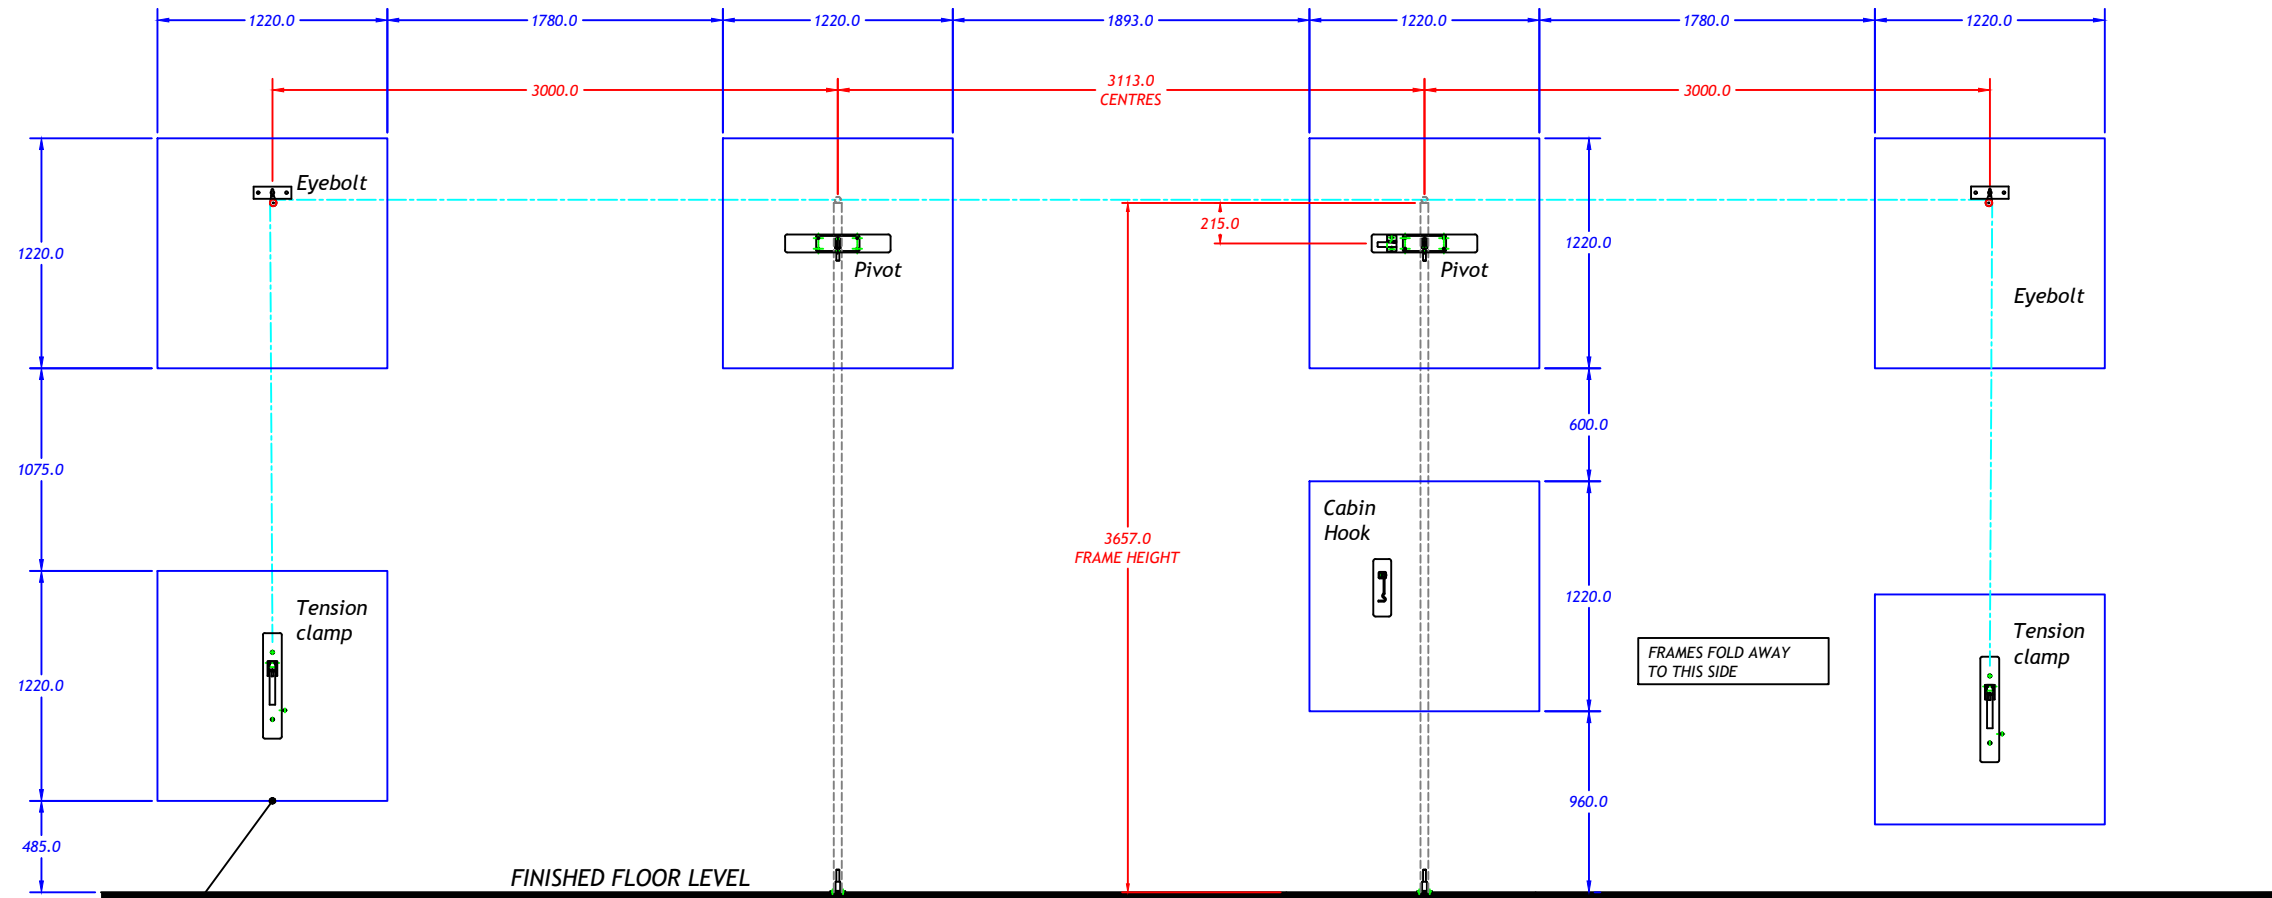 1220.0
1780.0
1220.0
1893.0
1220.0
1780.0
1220.0
3000.0
3113.0
CENTRES
3000.0
Eyebolt
215.0
1220.0
1220.0
Pivot
Pivot
Eyebolt
600.0
1075.0
Cabin
Hook
3657.0
FRAME HEIGHT
1220.0
Tension
clamp
Tension
clamp
FRAMES FOLD AWAY
TO THIS SIDE
1220.0
960.0
485.0
FINISHED FLOOR LEVEL